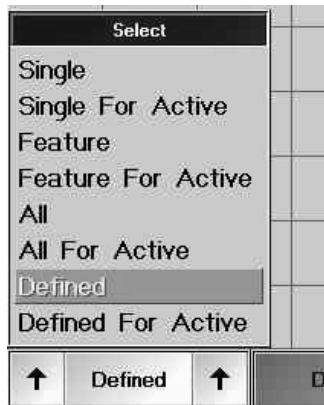 Select
Single
Single For Active
Feature
Feature For Active
All
All For Active
Defined
Defined For Active
Defined